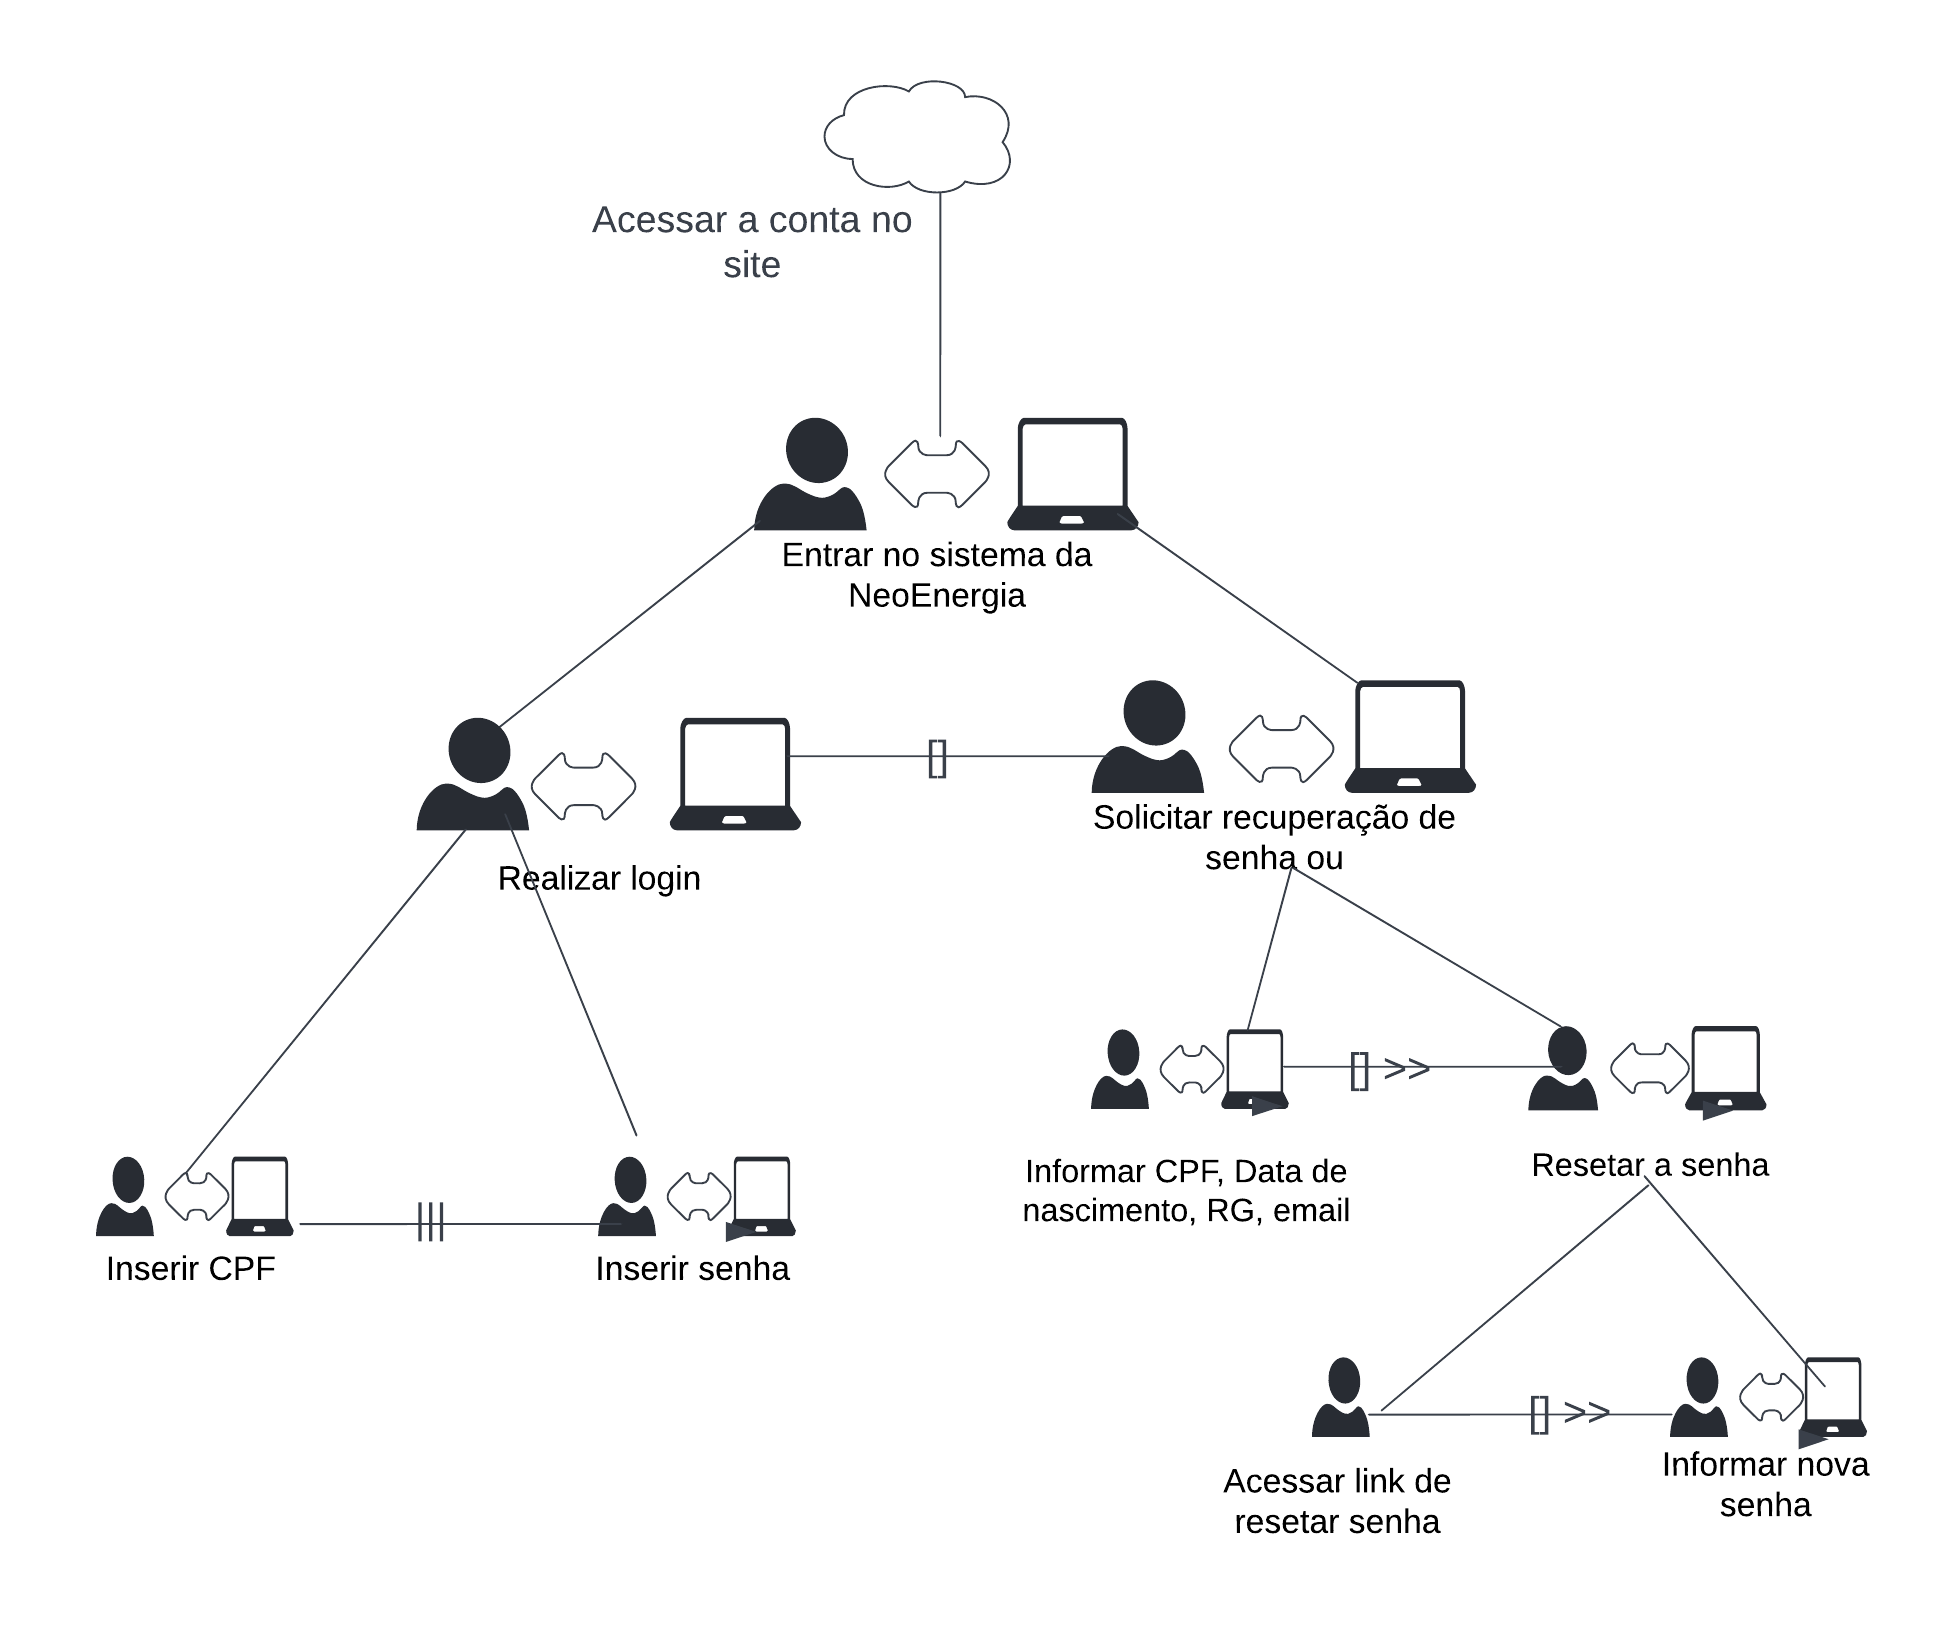 Acessar a conta no
site
Entrar no sistema da
NeoEnergia
[]
Solicitar recuperação de
senha ou
Realizar login
[] >>
Informar CPF, Data de
nascimento, RG, email
Resetar a senha
|||
Inserir CPF
Inserir senha
[] >>
Acessar link de
resetar senha
Informar nova
senha